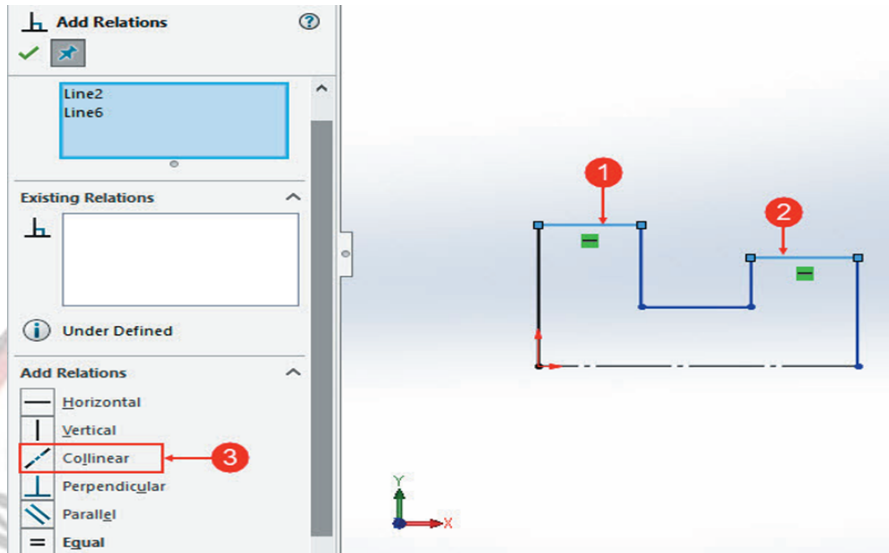 Add Relations
?
Line2
Line6
Existing Relations
i
Under Defined
Add Relations
Horizontal
Vertical
Collinear
3
Perpendicular
Parallel
Equal
1
2
Y
X